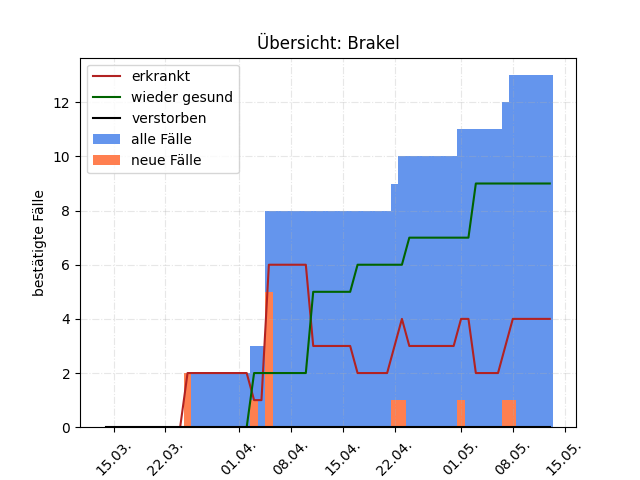 Übersicht: Brakel
erkrankt
wieder gesund
verstorben
alle Fälle
neue Fälle
bestätigte Fälle
12
10
8
6
4
2
0
15.03.
22.03.
01.04.
08.04.
15.04.
22.04.
01.05.
08.05.
15.05.